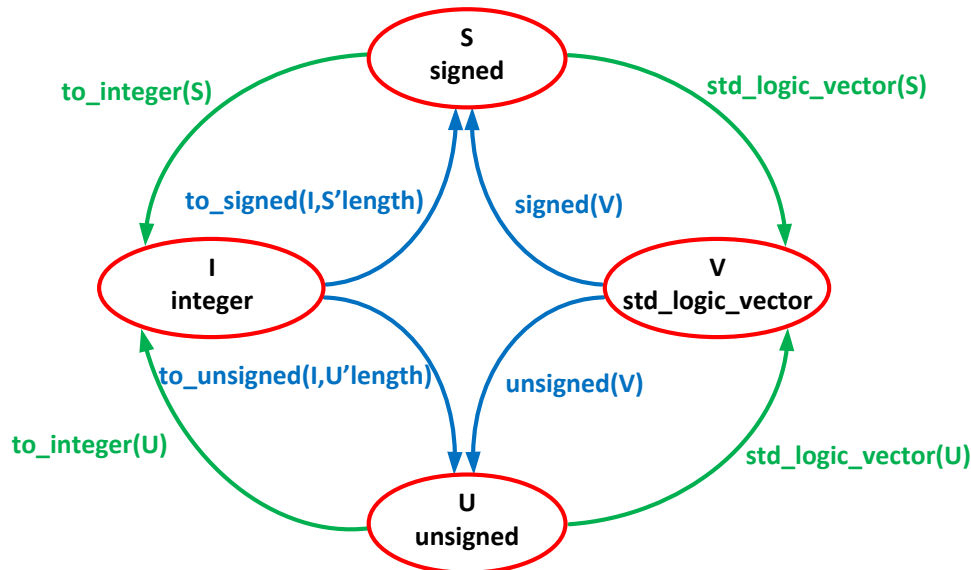 S
signed
to_integer(S)
std_logic_vector(S)
to_signed(I,S’length)
signed(V)
I
integer
V
std_logic_vector
to_unsigned(I,U’length)
unsigned(V)
to_integer(U)
std_logic_vector(U)
U
unsigned